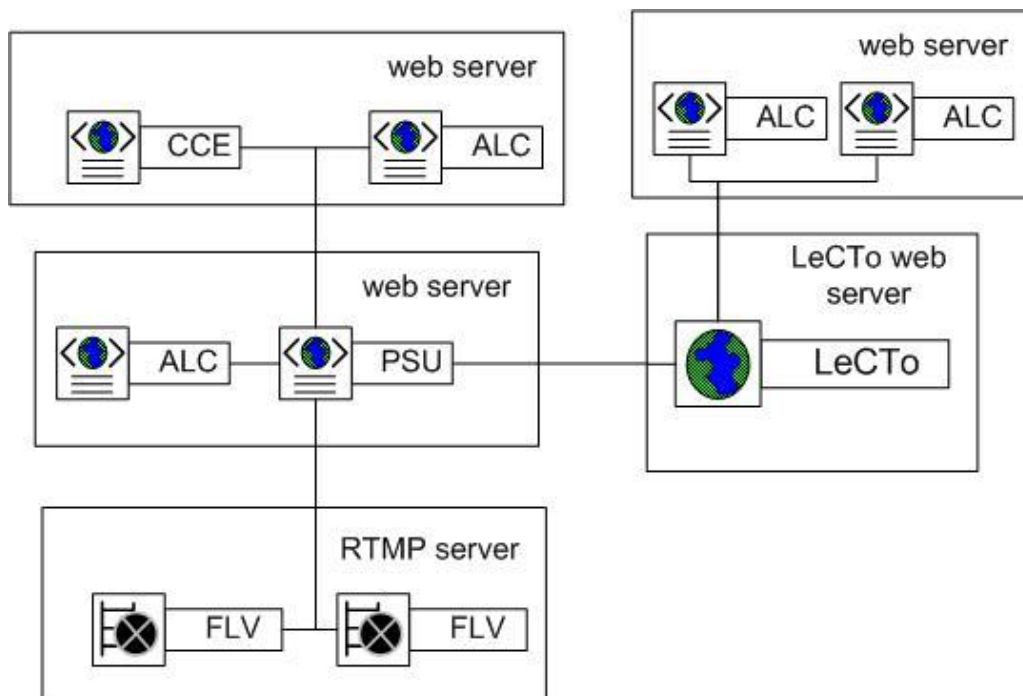 web server
CCE
ALC
web server
ALC
ALC
web server
ALC
PSU
LeCTo web
server
LeCTo
RTMP server
FLV
FLV